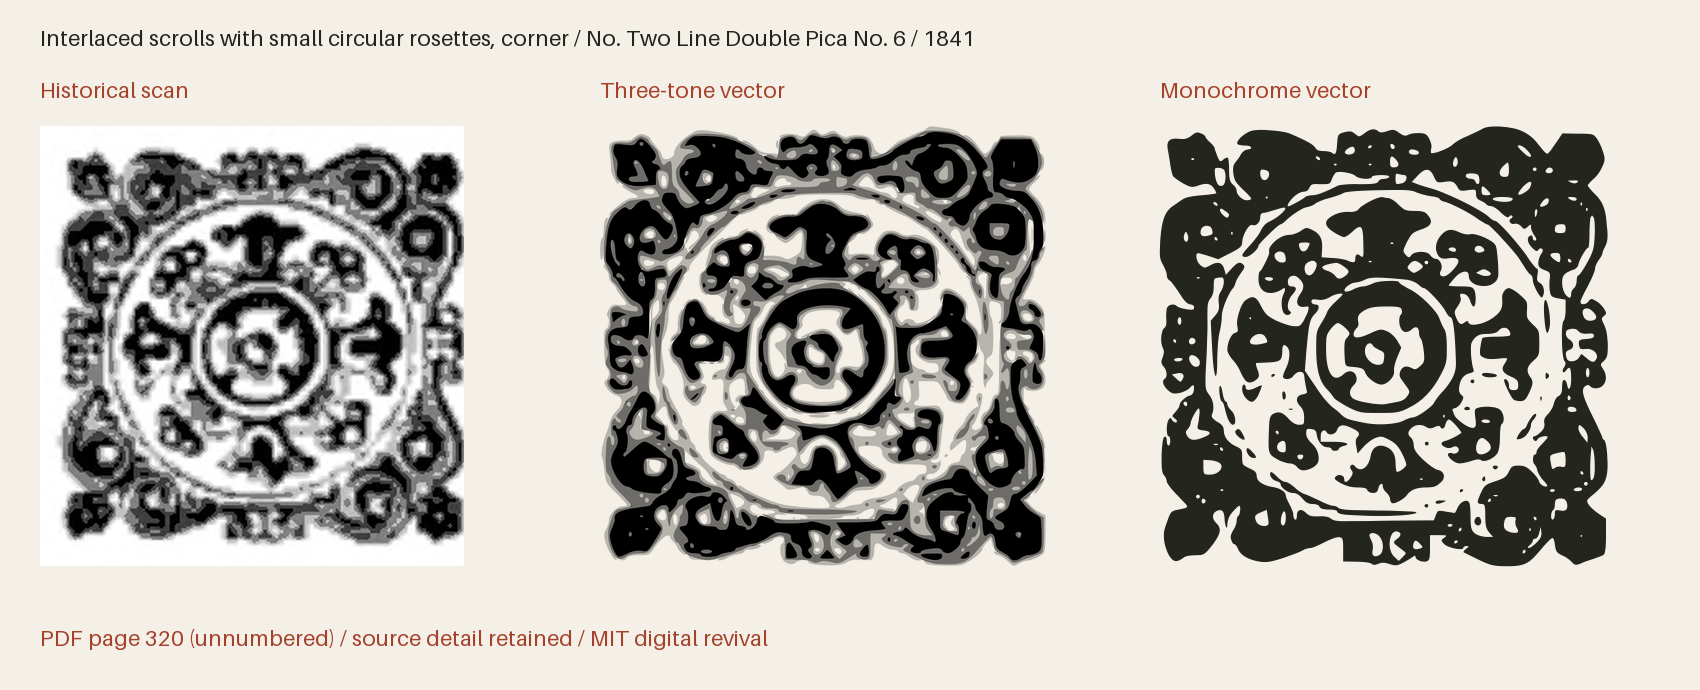 Interlaced scrolls with small circular rosettes, corner / No. Two Line Double Pica No. 6 / 1841
Historical scan
Three-tone vector
Monochrome vector
PDF page 320 (unnumbered) / source detail retained / MIT digital revival